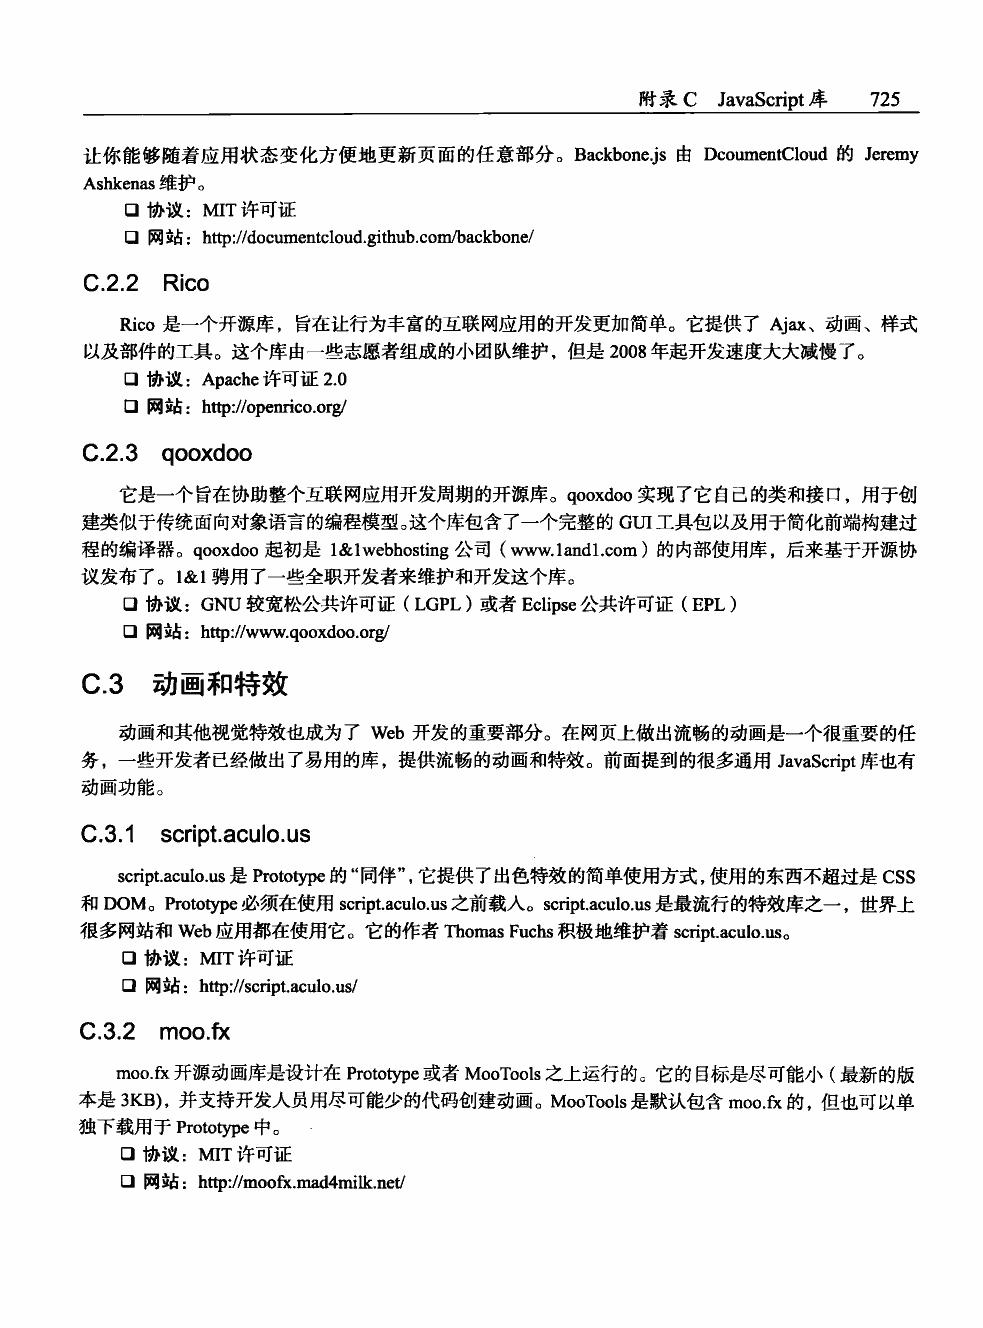 附录 C JavaScript 库 725
让你能够随着应用状态变化方便地更新页面的任意部分。Backbone.js 由 DcoumentCloud 的 Jeremy
Ashkenas 维护。
❑ 协议：MIT 许可证
❑ 网站：http://documentcloud.github.com/backbone/
C.2.2 Rico
Rico 是一个开源库，旨在让行为丰富的互联网应用的开发更加简单。它提供了 Ajax、动画、样式
以及部件的工具。这个库由一些志愿者组成的小团队维护，但是 2008 年起开发速度大大减慢了。
❑ 协议：Apache 许可证 2.0
❑ 网站：http://openrico.org/
C.2.3 qooxdoo
它是一个旨在协助整个互联网应用开发周期的开源库。qooxdoo 实现了它自己的类和接口，用于创
建类似于传统面向对象语言的编程模型。这个库包含了一个完整的 GUI 工具包以及用于简化前端构建过
程的编译器。qooxdoo 起初是 1&1webhosting 公司（www.1and1.com）的内部使用库，后来基于开源协
议发布了。1&1 骋用了一些全职开发者来维护和开发这个库。
❑ 协议：GNU 较宽松公共许可证（LGPL）或者 Eclipse 公共许可证（EPL）
❑ 网站：http://www.qooxdoo.org/
C.3 动画和特效
动画和其他视觉特效也成为了 Web 开发的重要部分。在网页上做出流畅的动画是一个很重要的任
务，一些开发者已经做出了易用的库，提供流畅的动画和特效。前面提到的很多通用 JavaScript 库也有
动画功能。
C.3.1 script.aculo.us
script.aculo.us 是 Prototype 的“同伴”，它提供了出色特效的简单使用方式，使用的东西不超过是 CSS
和 DOM。Prototype 必须在使用 script.aculo.us 之前载入。script.aculo.us 是最流行的特效库之一，世界上
很多网站和 Web 应用都在使用它。它的作者 Thomas Fuchs 积极地维护着 script.aculo.us。
❑ 协议：MIT 许可证
❑ 网站：http://script.aculo.us/
C.3.2 moo.fx
moo.fx 开源动画库是设计在 Prototype 或者 MooTools 之上运行的。它的目标是尽可能小（最新的版
本是 3KB)，并支持开发人员用尽可能少的代码创建动画。MooTools 是默认包含 moo.fx 的，但也可以单
独下载用于 Prototype 中。
❑ 协议：MIT 许可证
❑ 网站：http://moofx.mad4milk.net/